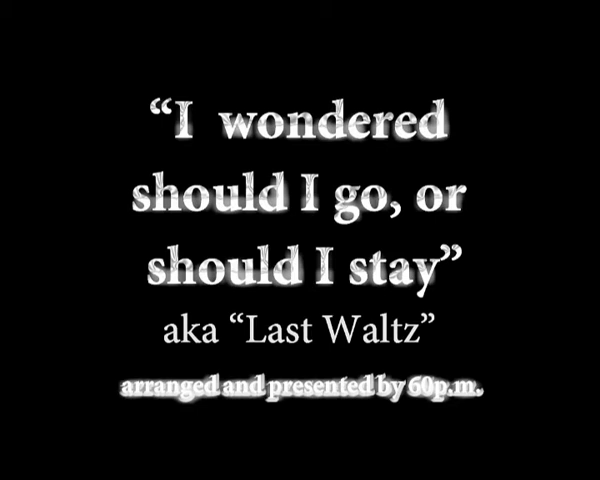 “I wondered
should I go, or
should I stay”
aka “Last Waltz”
arranged and presented by 60p.m.